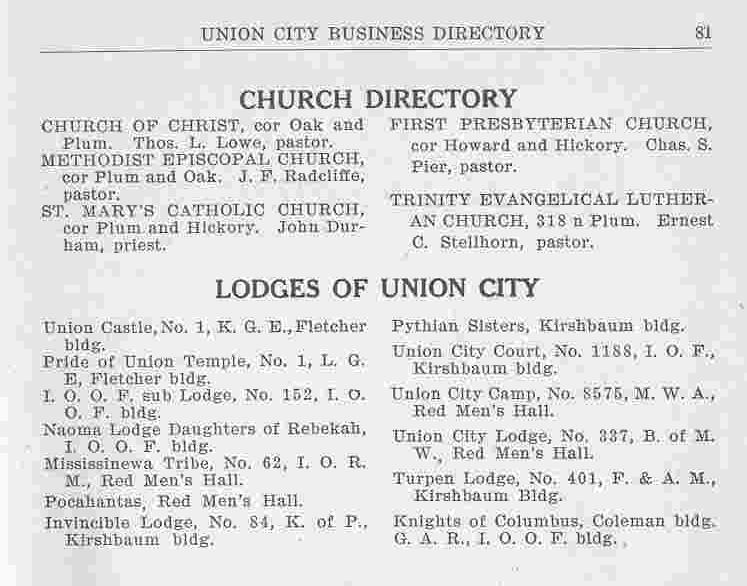 UNION CITY BUSINESS DIRECTORY 81
CHURCH DIRECTORY
CHURCH OF CHRIST, cor Oak and
Plum. Thos. L. Lowe, pastor.
METHODIST EPISCOPAL CHURCH,
cor Plum and Oak. J. F. Radcliffe,
pastor.
ST. MARY'S CATHOLIC CHURCH,
cor Plum and Hickory. John Dur-
ham, priest.
FIRST PRESBYTERIAN CHURCH,
cor Howard and Hickory. Chas. S.
Pier, pastor.
TRINITY EVANGELICAL LUTHER-
AN CHURCH, 318 n Plum. Ernest
C. Stellhorn, pastor.
LODGES OF UNION CITY
Union Castle, No. 1, K. G. E., Fletcher
bldg.
Pride of Union Temple, No. 1, L. G.
E, Fletcher bldg.
I. O. O. F. sub Lodge, No. 152, I. O.
O. F. bldg.
Naoma Lodge Daughters of Rebekah,
I. O. O. F. bldg.
Mississinewa Tribe, No. 62, I. O. R.
M., Red Men's Hall.
Pocahantas, Red Men's Hall.
Invincible Lodge, No. 84, K. of P.,
Kirshbaum bldg.
Pythian Sisters, Kirshbaum bldg.
Union City Court, No. 1188, I. O. F.,
Kirshbaum bldg.
Union City Camp, No. 8575, M. W. A.,
Red Men's Hall.
Union City Lodge, No. 337, B. of M.
W., Red Men's Hall.
Turpen Lodge, No. 401, F. & A. M.,
Kirshbaum Bldg.
Knights of Columbus, Coleman bldg.
G. A. R., I. O. O. F. bldg.